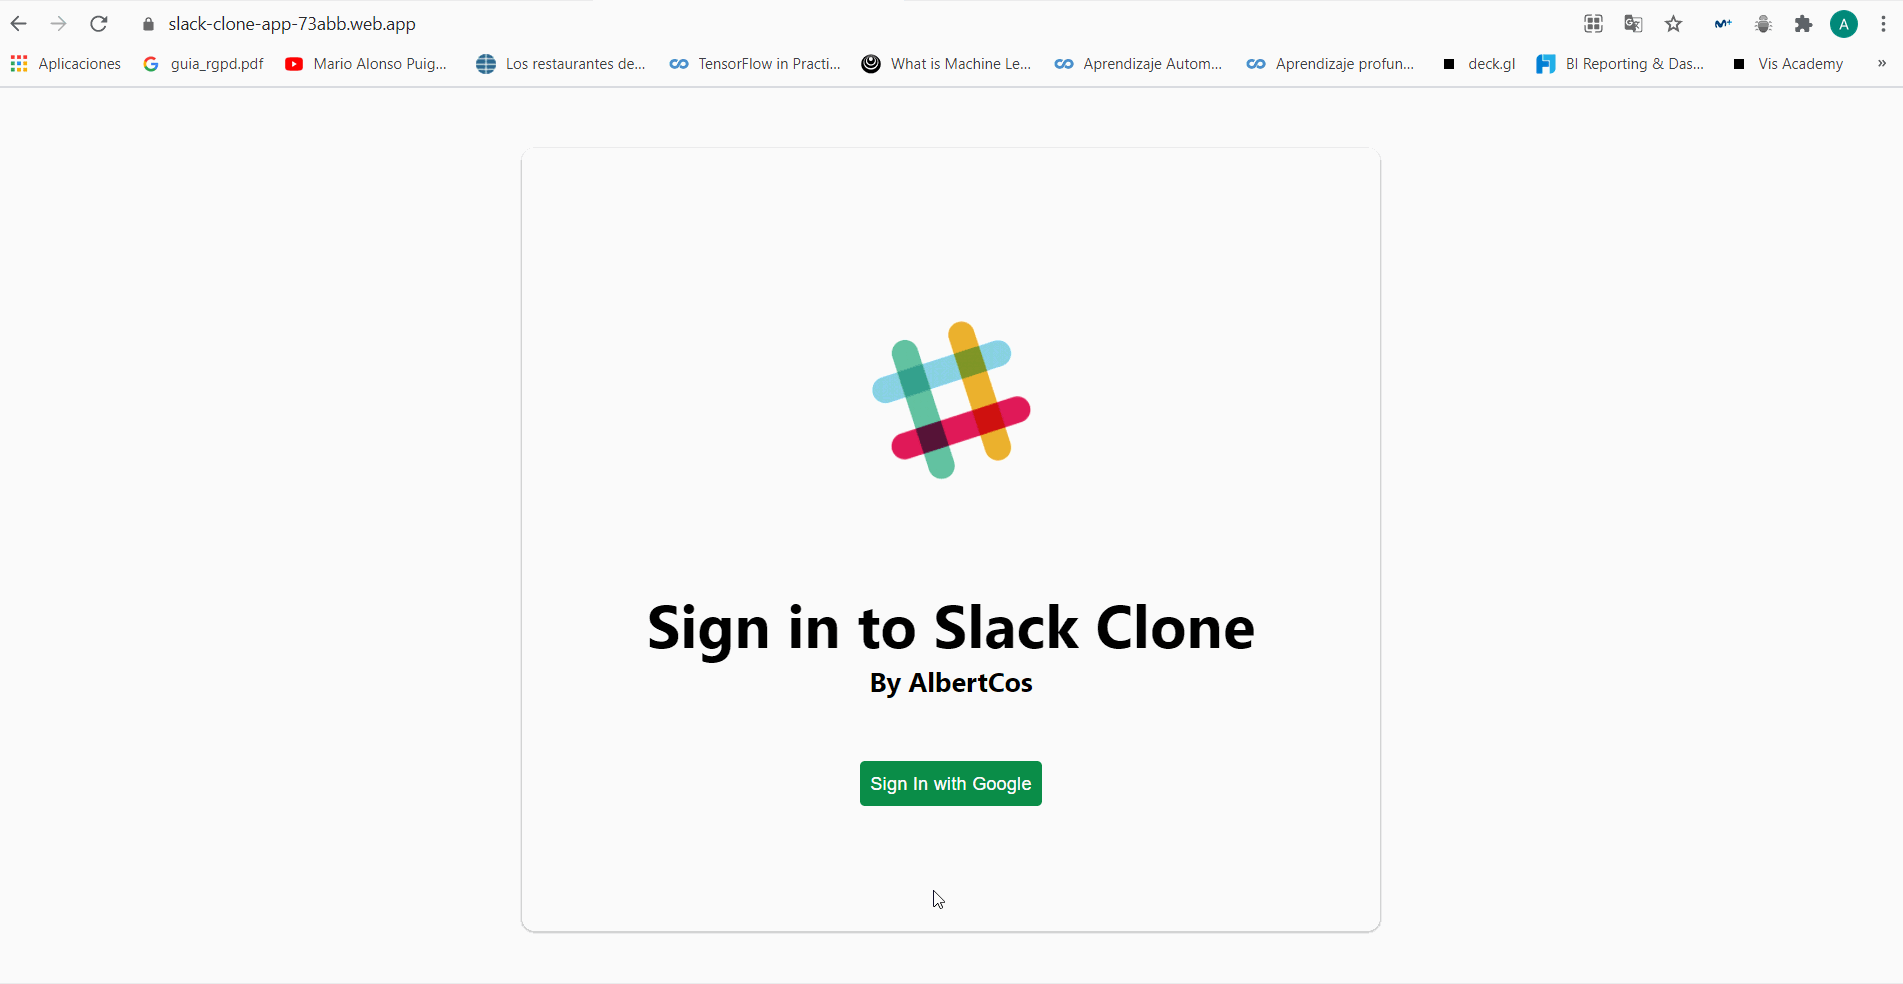 slack-clone-app-73abb.web.app
A
Aplicaciones guia_rgpd.pdf Mario Alonso Puig... Los restaurantes de... TensorFlow in Practi... What is Machine Le... Aprendizaje Autom... Aprendizaje profun... deck.gl BI Reporting & Das... Vis Academy »
Sign in to Slack Clone
By AlbertCos
Sign In with Google